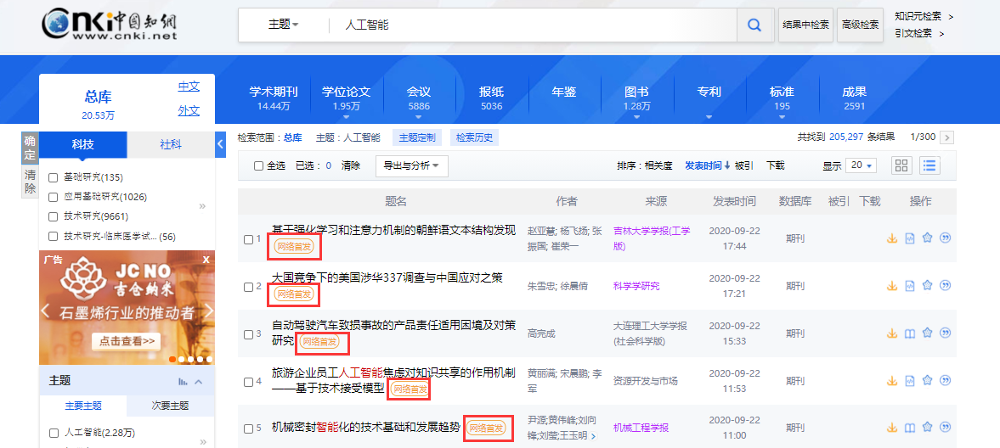 Cnki中国知网
www.cnki.net
主题
人工智能
结果中检索
高级检索
知识元检索 >
引文检索 >
总库
20.53万
中文
外文
学术期刊
14.44万
学位论文
1.95万
会议
5886
报纸
5036
年鉴
图书
1.28万
专利
标准
195
成果
2591
确定
清除
科技
社科
检索范围：总库 主题：人工智能 主题定制 检索历史
共找到 205,297 条结果 1/300 >
全选 已选：0 清除 导出与分析
排序：相关度 发表时间↓ 被引 下载
显示 20
基础研究(135)
应用基础研究(1026)
技术研究(9661)
技术研究-临床医学试... (56)
»
广告
X
JC NO
吉仓纳米
石墨烯行业的推动者
点击查看>>
主题
主要主题
次要主题
人工智能(2.28万)
»
题名 作者 来源 发表时间 数据库 被引 下载 操作
1
基于强化学习和注意力机制的朝鲜语文本结构发现
网络首发
赵亚慧; 杨飞扬; 张
振国; 崔荣一
吉林大学学报(工学
版)
2020-09-22
17:44
期刊
2
大国竞争下的美国涉华337调查与中国应对之策
网络首发
朱雪忠; 徐晨倩
科学学研究
2020-09-22
17:21
期刊
3
自动驾驶汽车致损事故的产品责任适用困境及对策
研究 网络首发
高完成
大连理工大学学报
(社会科学版)
2020-09-22
15:33
期刊
4
旅游企业员工人工智能焦虑对知识共享的作用机制
——基于技术接受模型 网络首发
黄丽满; 宋晨鹏; 李
军
资源开发与市场
2020-09-22
11:53
期刊
5
机械密封智能化的技术基础和发展趋势 网络首发
尹源;黄伟峰;刘向
锋;刘莹;王玉明 >
机械工程学报
2020-09-22
11:00
期刊